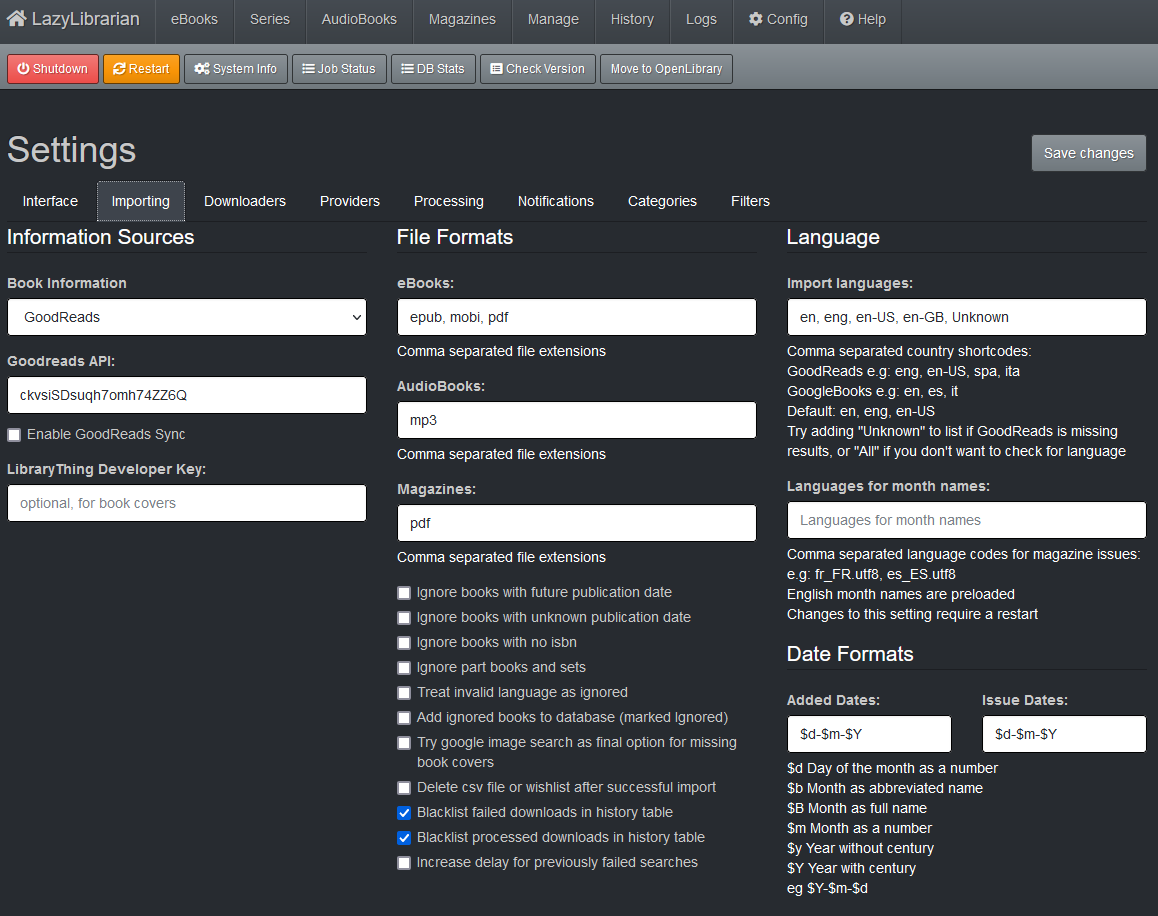 LazyLibrarian
eBooks
Series
AudioBooks
Magazines
Manage
History
Logs
Config
Help
Shutdown
Restart
System Info
Job Status
DB Stats
Check Version
Move to OpenLibrary
Settings
Save changes
Interface
Importing
Downloaders
Providers
Processing
Notifications
Categories
Filters
Information Sources
Book Information
GoodReads
Goodreads API:
ckvsiSDsuqh7omh74ZZ6Q
Enable GoodReads Sync
LibraryThing Developer Key:
optional, for book covers
File Formats
eBooks:
epub, mobi, pdf
Comma separated file extensions
AudioBooks:
mp3
Comma separated file extensions
Magazines:
pdf
Comma separated file extensions
Ignore books with future publication date
Ignore books with unknown publication date
Ignore books with no isbn
Ignore part books and sets
Treat invalid language as ignored
Add ignored books to database (marked Ignored)
Try google image search as final option for missing
book covers
Delete csv file or wishlist after successful import
Blacklist failed downloads in history table
Blacklist processed downloads in history table
Increase delay for previously failed searches
Language
Import languages:
en, eng, en-US, en-GB, Unknown
Comma separated country shortcodes:
GoodReads e.g: eng, en-US, spa, ita
GoogleBooks e.g: en, es, it
Default: en, eng, en-US
Try adding "Unknown" to list if GoodReads is missing
results, or "All" if you don't want to check for language
Languages for month names:
Languages for month names
Comma separated language codes for magazine issues:
e.g: fr_FR.utf8, es_ES.utf8
English month names are preloaded
Changes to this setting require a restart
Date Formats
Added Dates:
Issue Dates:
$d-$m-$Y
$d-$m-$Y
$d Day of the month as a number
$b Month as abbreviated name
$B Month as full name
$m Month as a number
$y Year without century
$Y Year with century
eg $Y-$m-$d